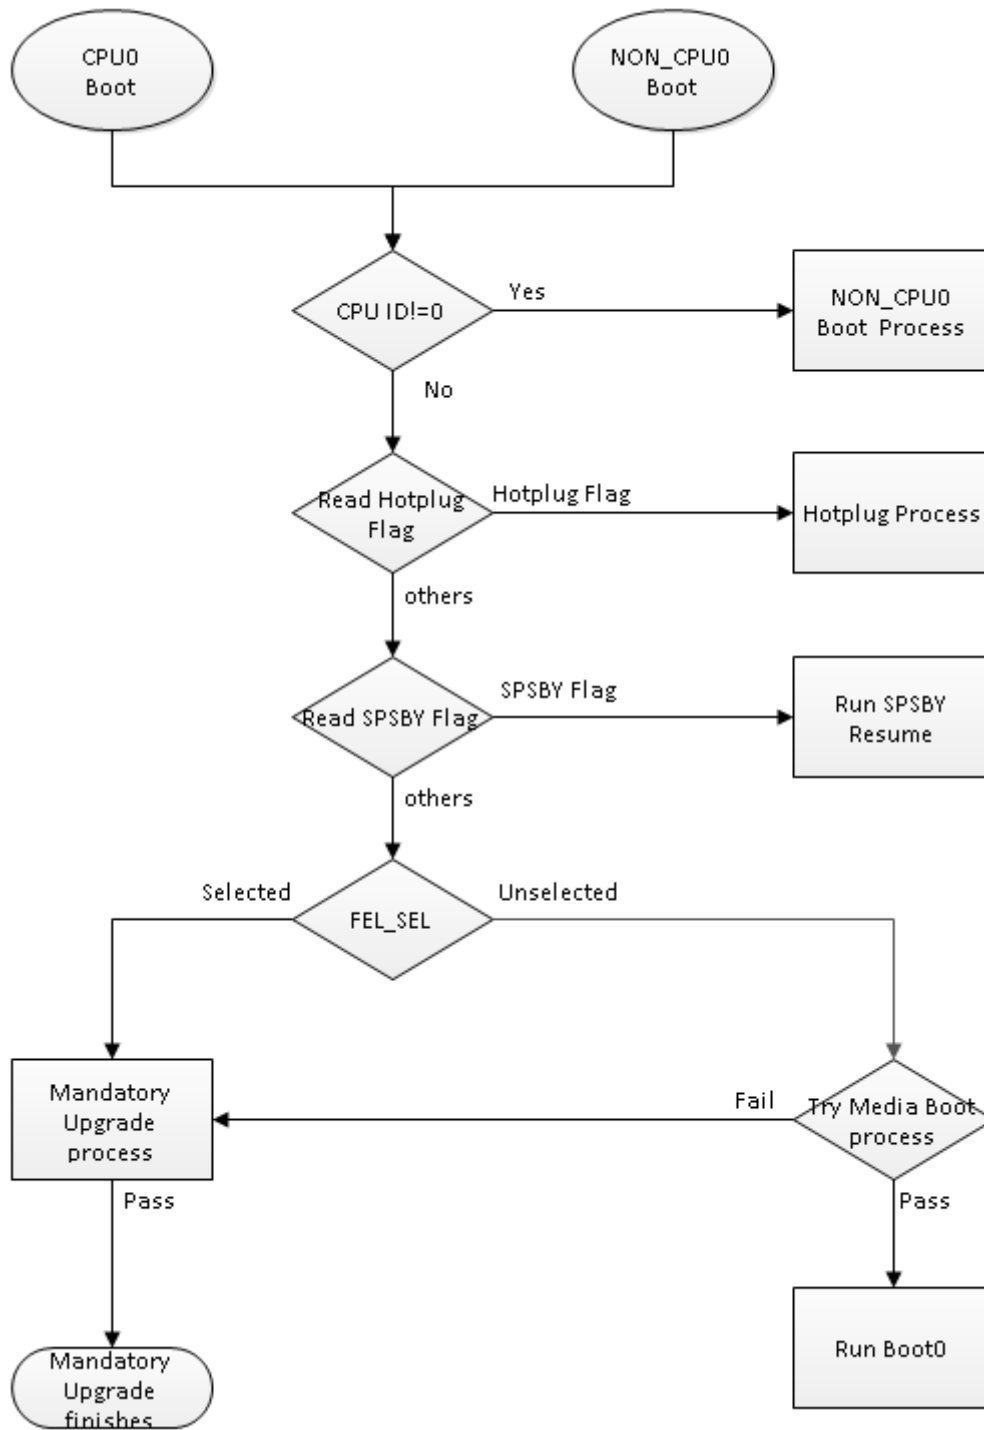 CPU0
Boot
NON_CPU0
Boot
CPU ID!=0
Yes
NON_CPU0
Boot Process
No
Read Hotplug
Flag
Hotplug Flag
Hotplug Process
others
Read SPSBY Flag
SPSBY Flag
Run SPSBY
Resume
others
Selected
FEL_SEL
Unselected
Mandatory
Upgrade
process
Fail
Try Media Boot
process
Pass
Pass
Mandatory
Upgrade
finishes
Run Boot0